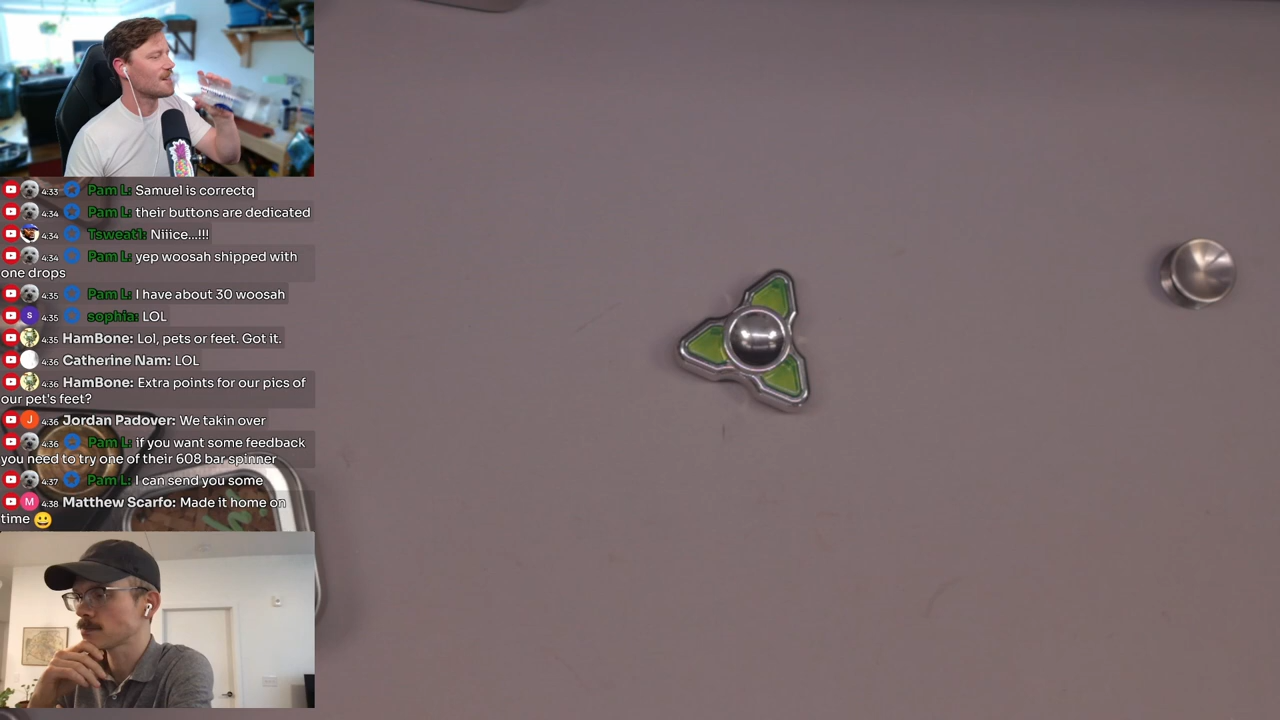 4:33 Pam L: Samuel is correctq
4:34 Pam L: their buttons are dedicated
4:34 Tsweat1: Niiice...!!!
4:34 Pam L: yep woosah shipped with
one drops
4:35 Pam L: I have about 30 woosah
S 4:35 sophia: LOL
4:35 HamBone: Lol, pets or feet. Got it.
4:36 Catherine Nam: LOL
4:36 HamBone: Extra points for our pics of
our pet's feet?
J 4:36 Jordan Padover: We takin over
4:36 Pam L: if you want some feedback
you need to try one of their 608 bar spinner
4:37 Pam L: I can send you some
M 4:38 Matthew Scarfo: Made it home on
time 😀